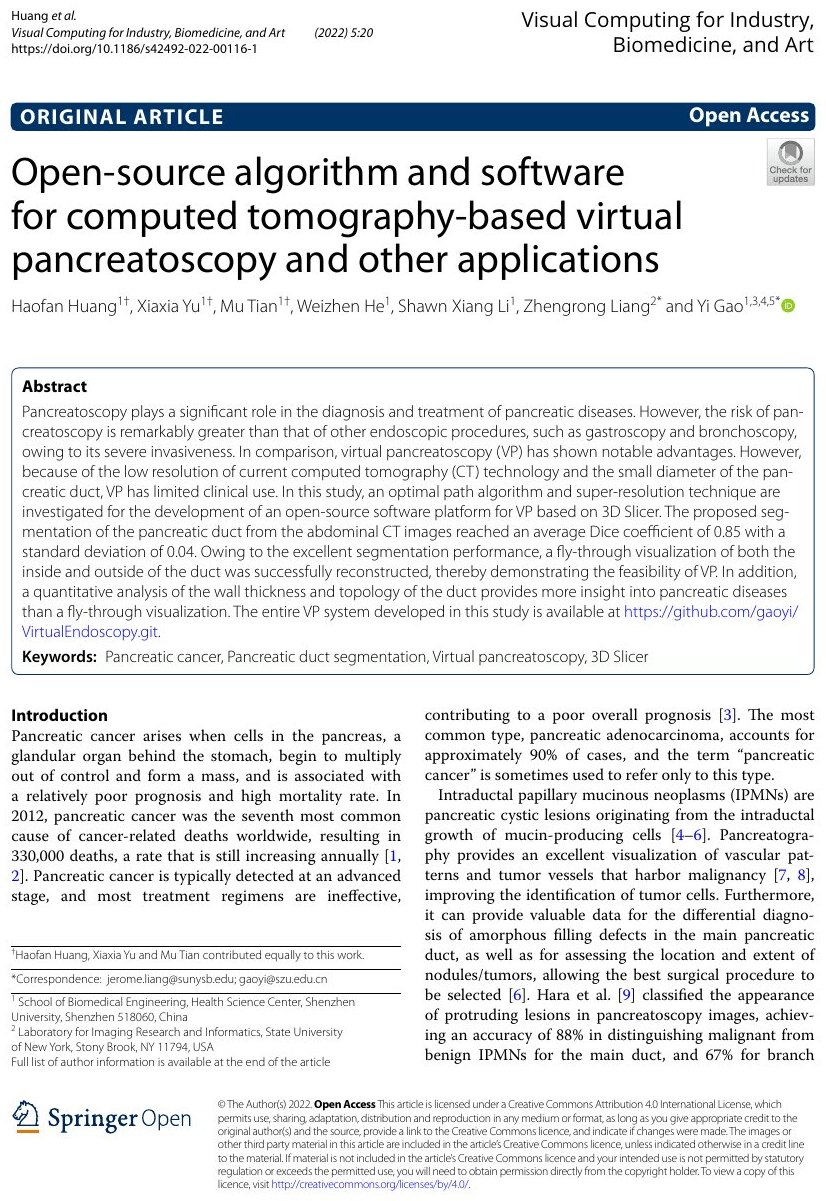 Huang et al.
Visual Computing for Industry, Biomedicine, and Art (2022) 5:20
https://doi.org/10.1186/s42492-022-00116-1
Visual Computing for Industry,
Biomedicine, and Art
ORIGINAL ARTICLE
Open Access
Check for
updates
Open-source algorithm and software
for computed tomography-based virtual
pancreatoscopy and other applications
Haofan Huang1†, Xiaxia Yu1†, Mu Tian1†, Weizhen He1, Shawn Xiang Li1, Zhengrong Liang2* and Yi Gao1,3,4,5*
Abstract
Pancreatoscopy plays a significant role in the diagnosis and treatment of pancreatic diseases. However, the risk of pan-
creatoscopy is remarkably greater than that of other endoscopic procedures, such as gastroscopy and bronchoscopy,
owing to its severe invasiveness. In comparison, virtual pancreatoscopy (VP) has shown notable advantages. However,
because of the low resolution of current computed tomography (CT) technology and the small diameter of the pan-
creatic duct, VP has limited clinical use. In this study, an optimal path algorithm and super-resolution technique are
investigated for the development of an open-source software platform for VP based on 3D Slicer. The proposed seg-
mentation of the pancreatic duct from the abdominal CT images reached an average Dice coefficient of 0.85 with a
standard deviation of 0.04. Owing to the excellent segmentation performance, a fly-through visualization of both the
inside and outside of the duct was successfully reconstructed, thereby demonstrating the feasibility of VP. In addition,
a quantitative analysis of the wall thickness and topology of the duct provides more insight into pancreatic diseases
than a fly-through visualization. The entire VP system developed in this study is available at https://github.com/gaoyi/
VirtualEndoscopy.git.
Keywords: Pancreatic cancer, Pancreatic duct segmentation, Virtual pancreatoscopy, 3D Slicer
Introduction
Pancreatic cancer arises when cells in the pancreas, a
glandular organ behind the stomach, begin to multiply
out of control and form a mass, and is associated with
a relatively poor prognosis and high mortality rate. In
2012, pancreatic cancer was the seventh most common
cause of cancer-related deaths worldwide, resulting in
330,000 deaths, a rate that is still increasing annually [1,
2]. Pancreatic cancer is typically detected at an advanced
stage, and most treatment regimens are ineffective,
contributing to a poor overall prognosis [3]. The most
common type, pancreatic adenocarcinoma, accounts for
approximately 90% of cases, and the term “pancreatic
cancer” is sometimes used to refer only to this type.
Intraductal papillary mucinous neoplasms (IPMNs) are
pancreatic cystic lesions originating from the intraductal
growth of mucin-producing cells [4–6]. Pancreatogra-
phy provides an excellent visualization of vascular pat-
terns and tumor vessels that harbor malignancy [7, 8],
improving the identification of tumor cells. Furthermore,
it can provide valuable data for the differential diagno-
sis of amorphous filling defects in the main pancreatic
duct, as well as for assessing the location and extent of
nodules/tumors, allowing the best surgical procedure to
be selected [6]. Hara et al. [9] classified the appearance
of protruding lesions in pancreatoscopy images, achiev-
ing an accuracy of 88% in distinguishing malignant from
benign IPMNs for the main duct, and 67% for branch
†Haofan Huang, Xiaxia Yu and Mu Tian contributed equally to this work.
*Correspondence: jerome.liang@sunysb.edu; gaoyi@szu.edu.cn
1 School of Biomedical Engineering, Health Science Center, Shenzhen
University, Shenzhen 518060, China
2 Laboratory for Imaging Research and Informatics, State University
of New York, Stony Brook, NY 11794, USA
Full list of author information is available at the end of the article
Springer Open
© The Author(s) 2022. Open Access This article is licensed under a Creative Commons Attribution 4.0 International License, which
permits use, sharing, adaptation, distribution and reproduction in any medium or format, as long as you give appropriate credit to the
original author(s) and the source, provide a link to the Creative Commons licence, and indicate if changes were made. The images or
other third party material in this article are included in the article's Creative Commons licence, unless indicated otherwise in a credit line
to the material. If material is not included in the article's Creative Commons licence and your intended use is not permitted by statutory
regulation or exceeds the permitted use, you will need to obtain permission directly from the copyright holder. To view a copy of this
licence, visit http://creativecommons.org/licenses/by/4.0/.